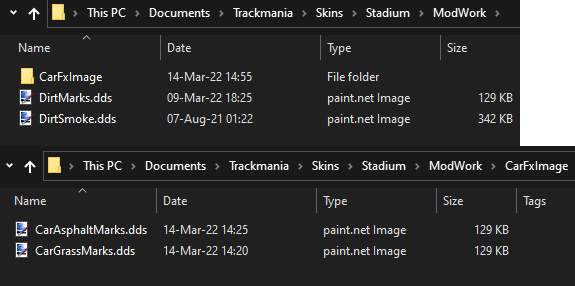 This PC > Documents > Trackmania > Skins > Stadium > ModWork >
Name Date Type Size
CarFxImage 14-Mar-22 14:55 File folder
DirtMarks.dds 09-Mar-22 18:25 paint.net Image 129 KB
DirtSmoke.dds 07-Aug-21 01:22 paint.net Image 342 KB
This PC > Documents > Trackmania > Skins > Stadium > ModWork > CarFxImage
Name Date Type Size Tags
CarAsphaltMarks.dds 14-Mar-22 14:25 paint.net Image 129 KB
CarGrassMarks.dds 14-Mar-22 14:20 paint.net Image 129 KB